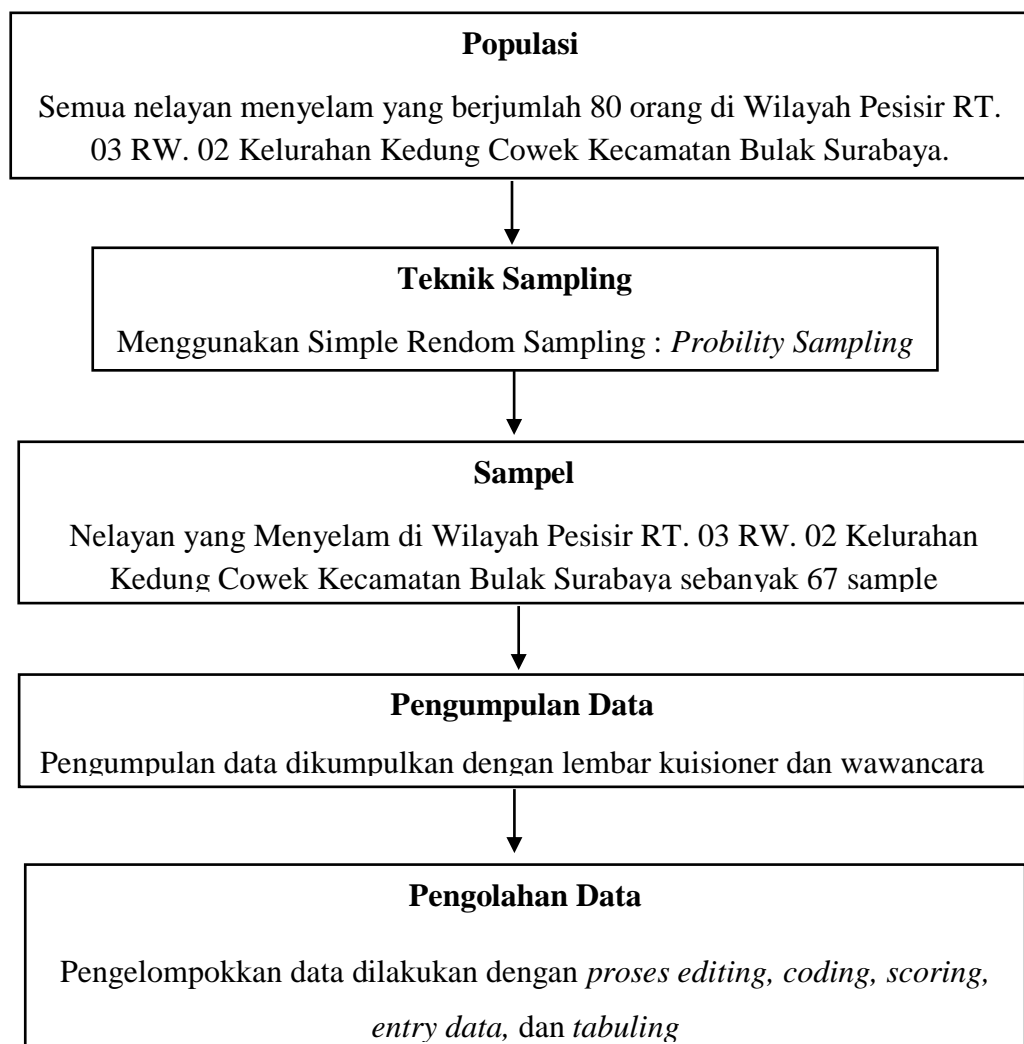 Populasi
Semua nelayan menyelam yang berjumlah 80 orang di Wilayah Pesisir RT.
03 RW. 02 Kelurahan Kedung Cowek Kecamatan Bulak Surabaya.
Teknik Sampling
Menggunakan Simple Rendom Sampling : Probility Sampling
Sampel
Nelayan yang Menyelam di Wilayah Pesisir RT. 03 RW. 02 Kelurahan
Kedung Cowek Kecamatan Bulak Surabaya sebanyak 67 sample
Pengumpulan Data
Pengumpulan data dikumpulkan dengan lembar kuisioner dan wawancara
Pengolahan Data
Pengelompokkan data dilakukan dengan proses editing, coding, scoring,
entry data, dan tabuling